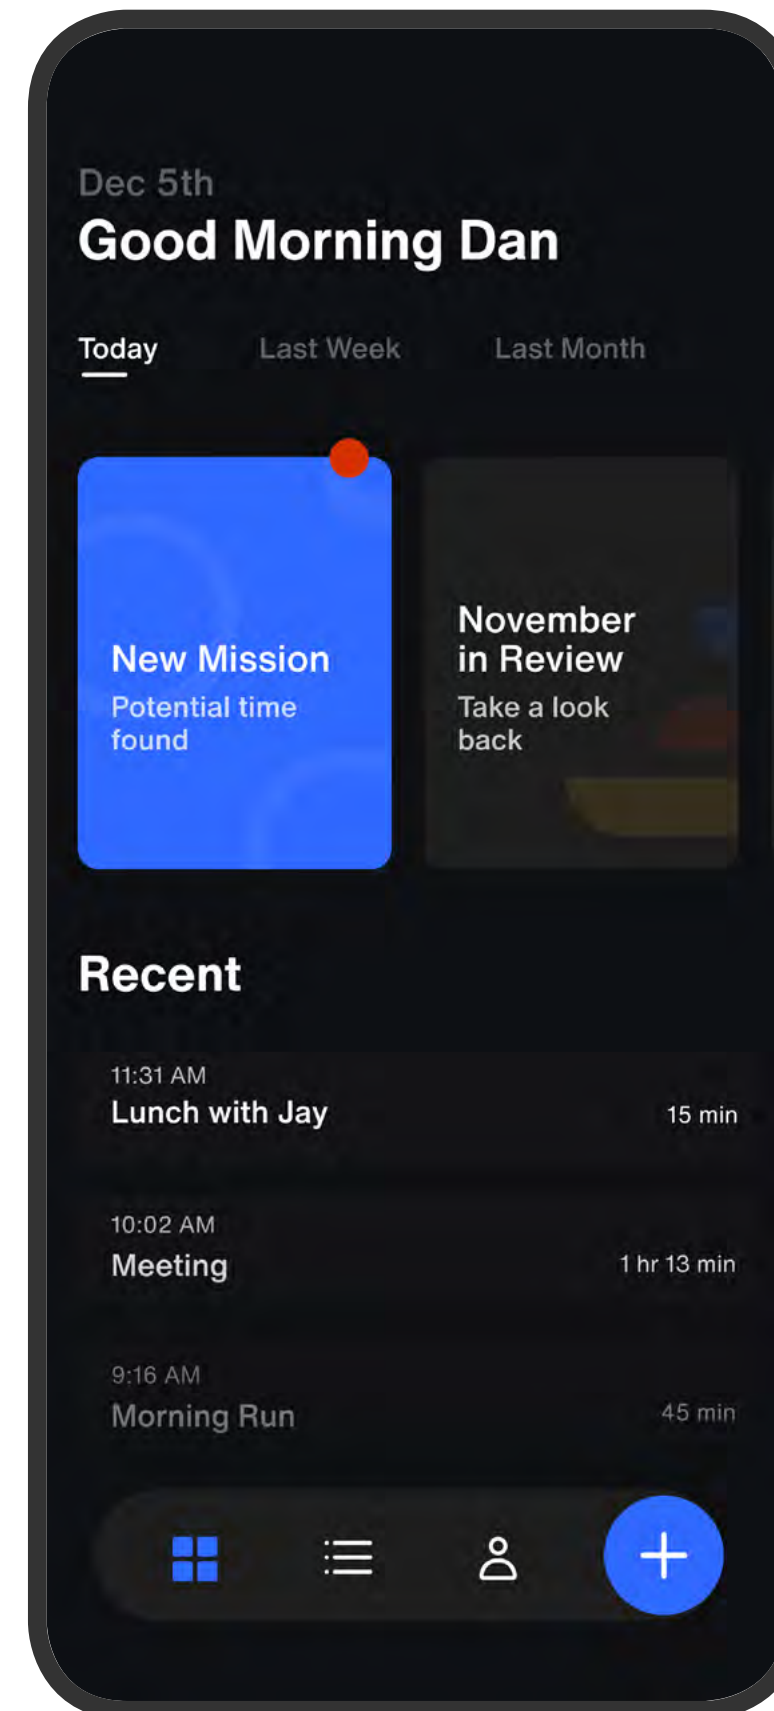 Dec 5th
Good Morning Dan
Today Last Week Last Month
New Mission
Potential time
found
November
in Review
Take a look
back
Recent
11:31 AM
Lunch with Jay 15 min
10:02 AM
Meeting 1 hr 13 min
9:16 AM
Morning Run 45 min